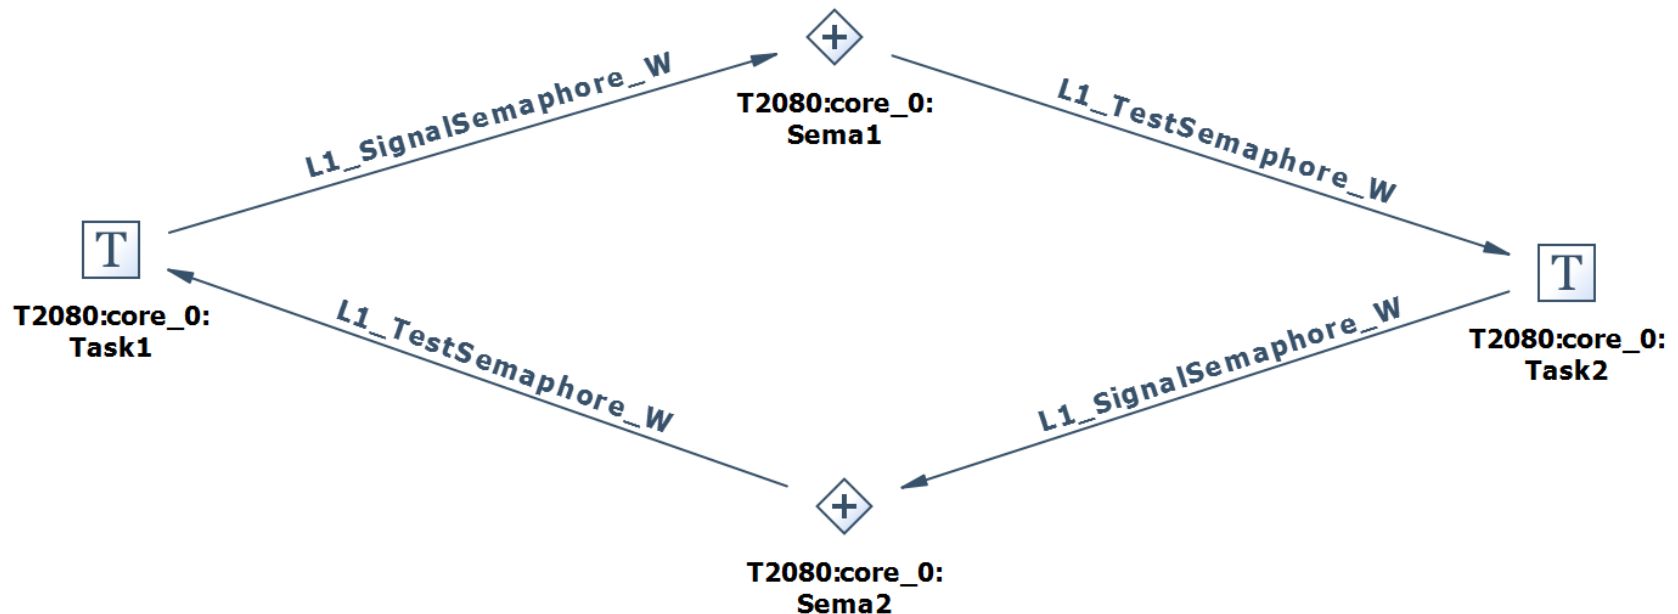 L1_SignalSemaphore_W
T2080:core_0:
Sema1
L1_TestSemaphore_W
T
T2080:core_0:
Task1
T
T2080:core_0:
Task2
L1_TestSemaphore_W
L1_SignalSemaphore_W
T2080:core_0:
Sema2